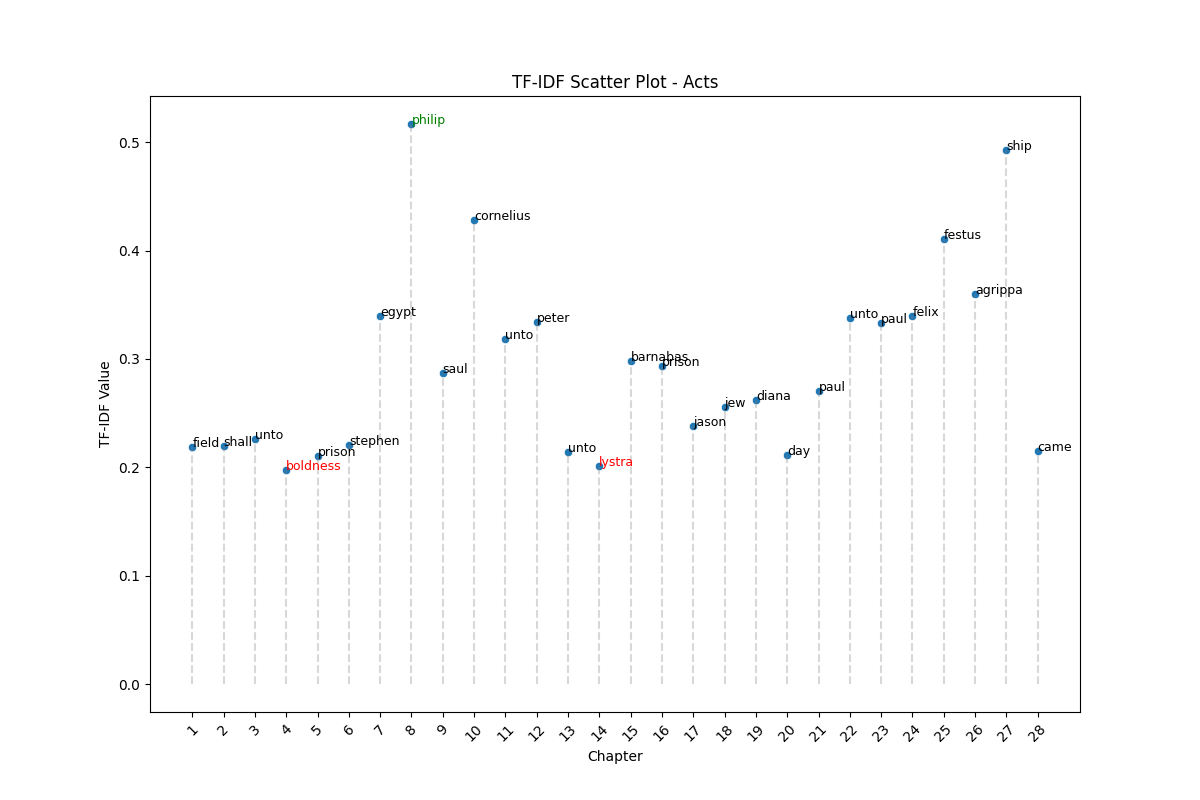 TF-IDF Scatter Plot - Acts
TF-IDF Value
0.5
0.4
0.3
0.2
0.1
0.0
field
shall
unto
boldness
prison
stephen
egypt
philip
saul
cornelius
unto
peter
unto
lystra
barnabas
prison
jason
jew
diana
day
paul
unto
paul
felix
festus
agrippa
ship
came
1 2 3 4 5 6 7 8 9 10 11 12 13 14 15 16 17 18 19 20 21 22 23 24 25 26 27 28
Chapter